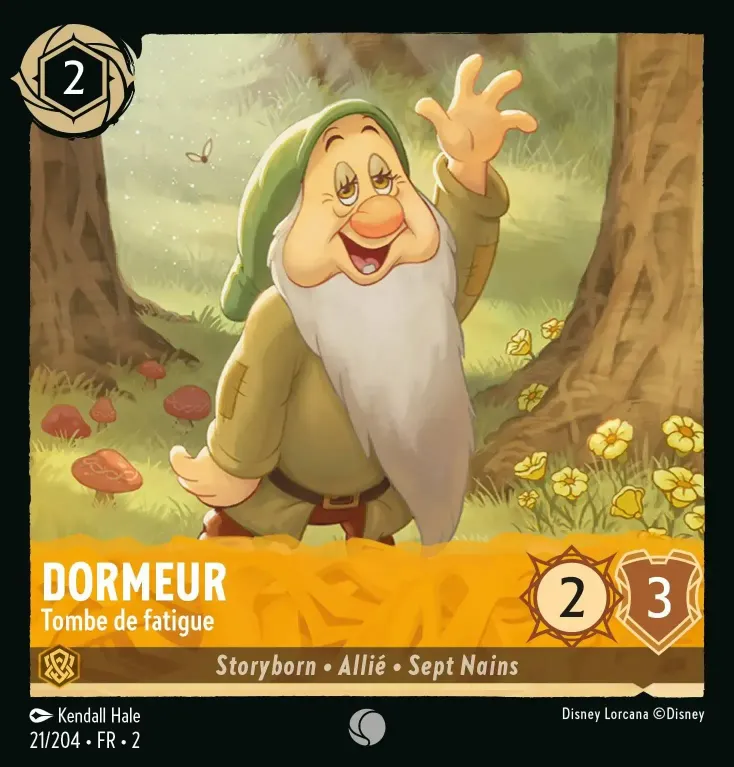 2
DORMEUR
Tombe de fatigue
2 3
Storyborn • Allié • Sept Nains
Kendall Hale
Disney Lorcana ©Disney
21/204 • FR • 2